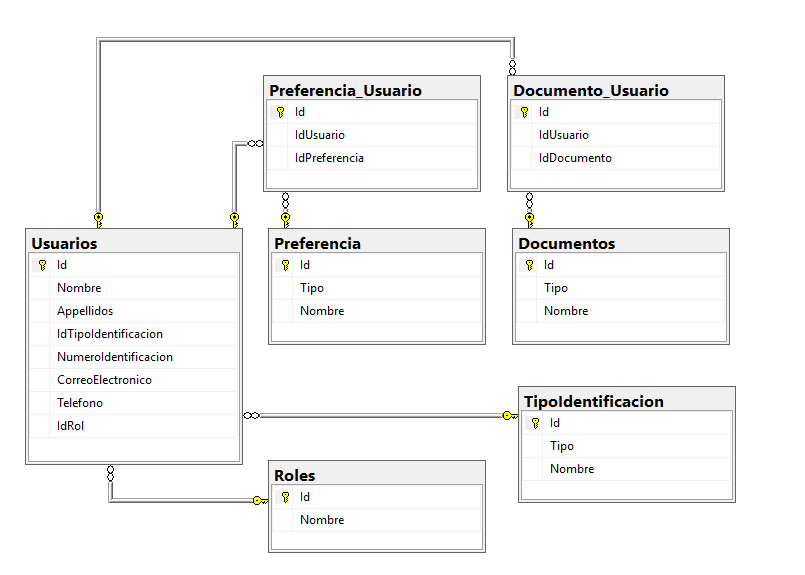 Preferencia_Usuario
Id
IdUsuario
IdPreferencia
Documento_Usuario
Id
IdUsuario
IdDocumento
Usuarios
Id
Nombre
Appellidos
IdTipoIdentificacion
NumeroIdentificacion
CorreoElectronico
Telefono
IdRol
Preferencia
Id
Tipo
Nombre
Documentos
Id
Tipo
Nombre
TipoIdentificacion
Id
Tipo
Nombre
Roles
Id
Nombre